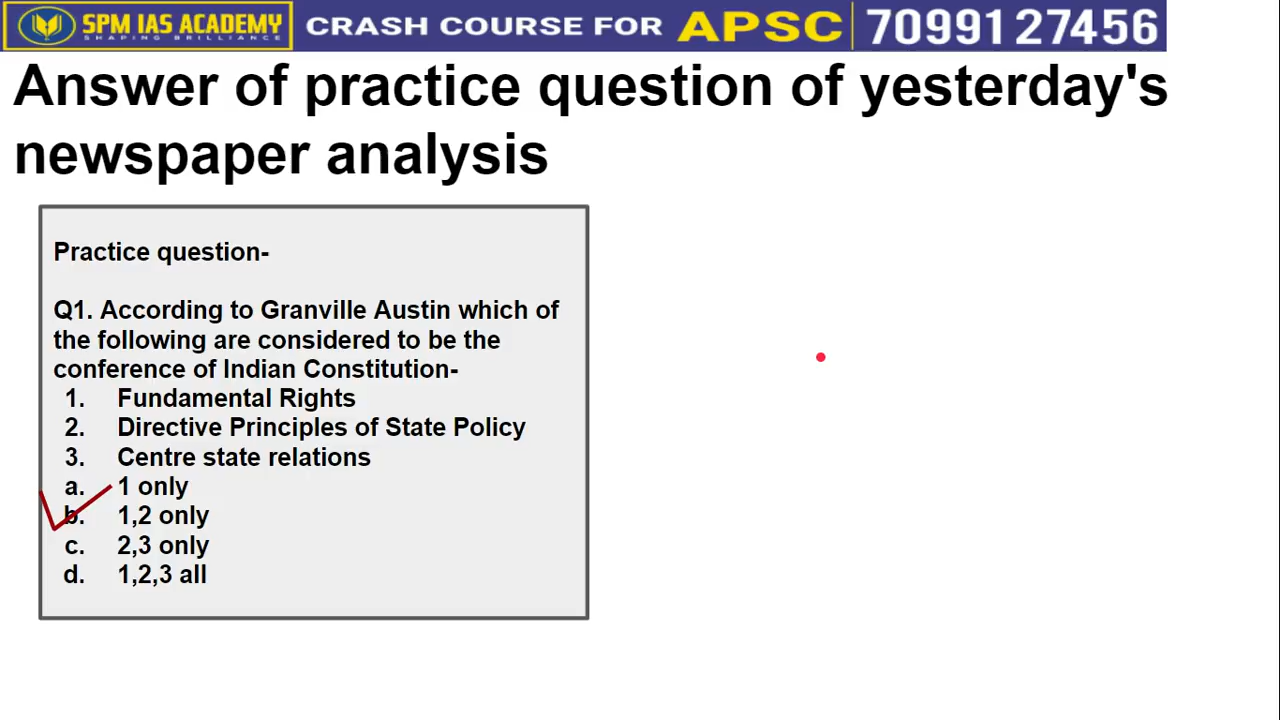 SPM IAS ACADEMY
SHAPING BRILLIANCE
CRASH COURSE FOR APSC 70991 27456
Answer of practice question of yesterday's
newspaper analysis
Practice question-
Q1. According to Granville Austin which of
the following are considered to be the
conference of Indian Constitution-
1. Fundamental Rights
2. Directive Principles of State Policy
3. Centre state relations
a. 1 only
b. 1,2 only
c. 2,3 only
d. 1,2,3 all